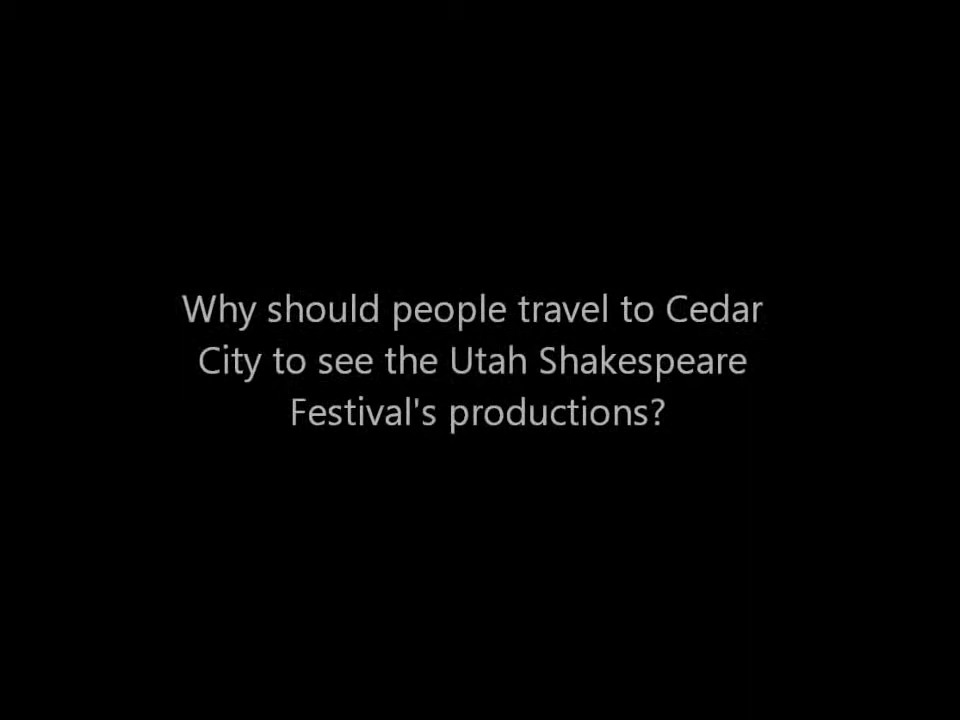 Why should people travel to Cedar
City to see the Utah Shakespeare
Festival's productions?